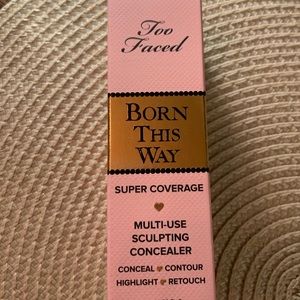 Too
Faced
BORN
THIS
WAY
SUPER COVERAGE
MULTI-USE
SCULPTING
CONCEALER
CONCEAL CONTOUR
HIGHLIGHT RETOUCH